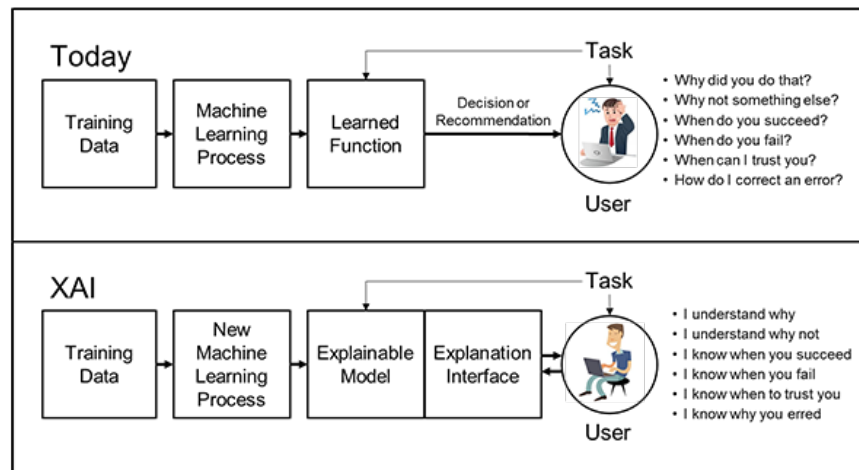 Today
Task
Training
Data
Machine
Learning
Process
Learned
Function
Decision or
Recommendation
User
• Why did you do that?
• Why not something else?
• When do you succeed?
• When do you fail?
• When can I trust you?
• How do I correct an error?
XAI
Task
Training
Data
New
Machine
Learning
Process
Explainable
Model
Explanation
Interface
User
• I understand why
• I understand why not
• I know when you succeed
• I know when you fail
• I know when to trust you
• I know why you erred